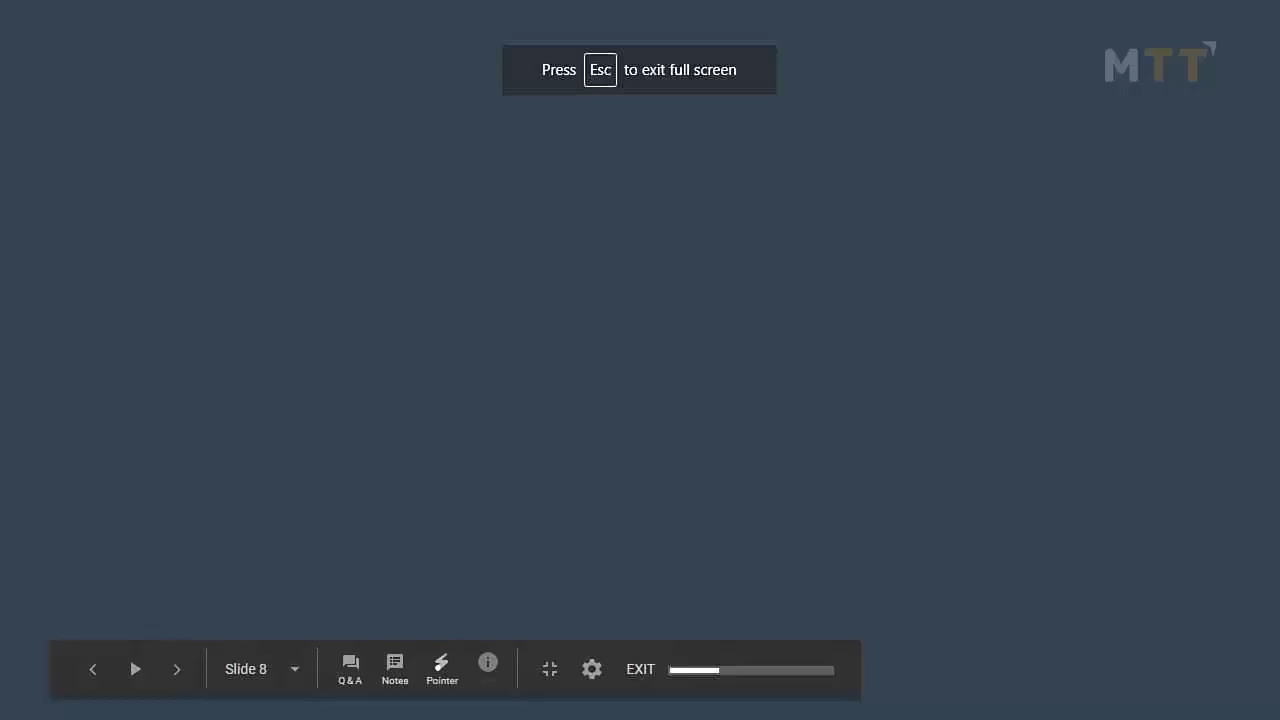 Press Esc to exit full screen
MTT
Slide 8
Q & A
Notes
Pointer
EXIT